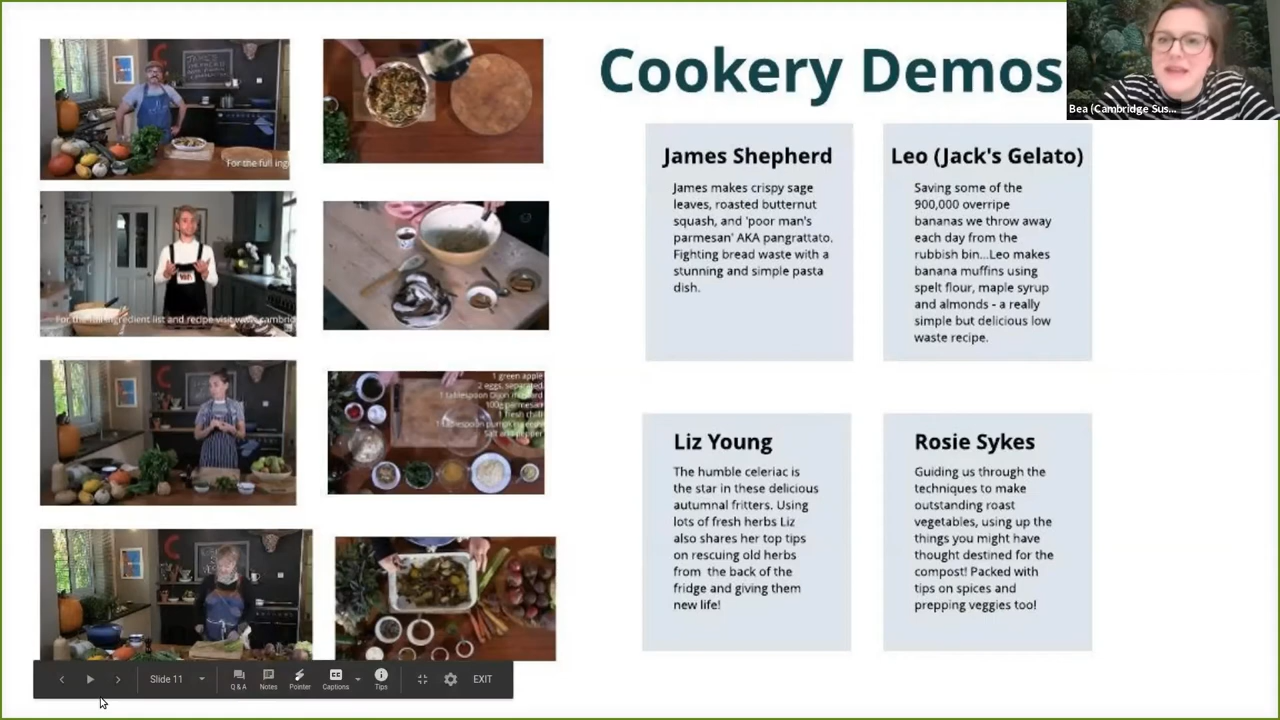 Cookery Demos
Bea (Cambridge Sus...
James Shepherd
James makes crispy sage
leaves, roasted butternut
squash, and 'poor man's
parmesan' AKA pangrattato.
Fighting bread waste with a
stunning and simple pasta
dish.
Leo (Jack's Gelato)
Saving some of the
900,000 overripe
bananas we throw away
each day from the
rubbish bin...Leo makes
banana muffins using
spelt flour, maple syrup
and almonds - a really
simple but delicious low
waste recipe.
Liz Young
The humble celeriac is
the star in these delicious
autumnal fritters. Using
lots of fresh herbs Liz
also shares her top tips
on rescuing old herbs
from the back of the
fridge and giving them
new life!
Rosie Sykes
Guiding us through the
techniques to make
outstanding roast
vegetables, using up the
things you might have
thought destined for the
compost! Packed with
tips on spices and
prepping veggies too!
For the full ing
For the full ingredient list and recipe visit www.cambrid
1 green apple
2 eggs, separated
1 tablespoon Dijon mustard
100g parmesan
1 fresh chilli
1 tablespoon pumpkin seeds
Salt and pepper
Slide 11
Q & A
Notes
Pointer
Captions
Tips
EXIT